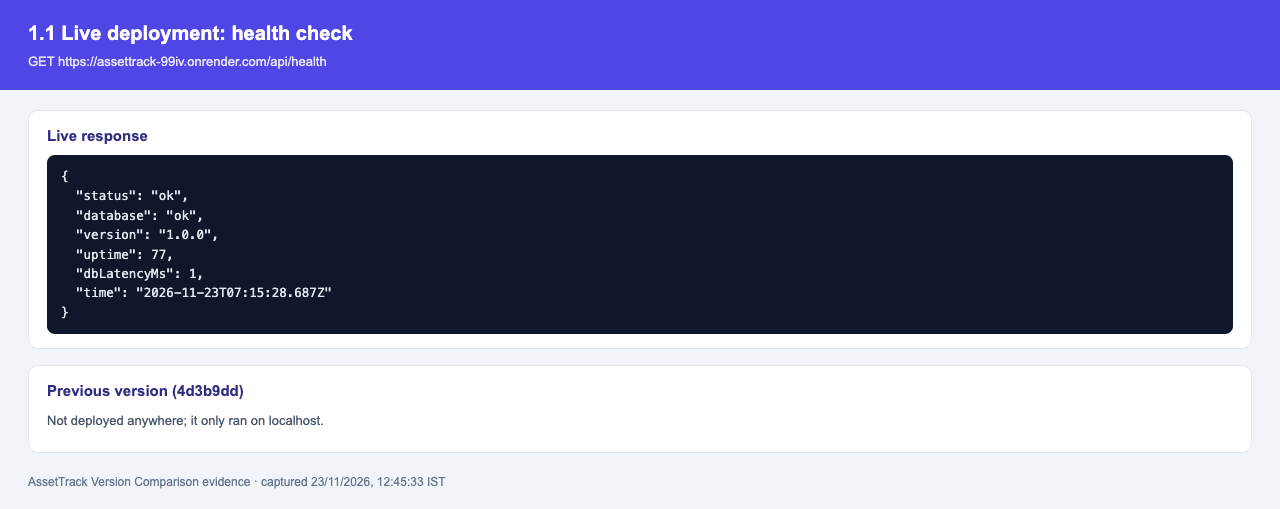 1.1 Live deployment: health check
GET https://assettrack-99iv.onrender.com/api/health
Live response
{
  "status": "ok",
  "database": "ok",
  "version": "1.0.0",
  "uptime": 77,
  "dbLatencyMs": 1,
  "time": "2026-11-23T07:15:28.687Z"
}
Previous version (4d3b9dd)
Not deployed anywhere; it only ran on localhost.
AssetTrack Version Comparison evidence · captured 23/11/2026, 12:45:33 IST